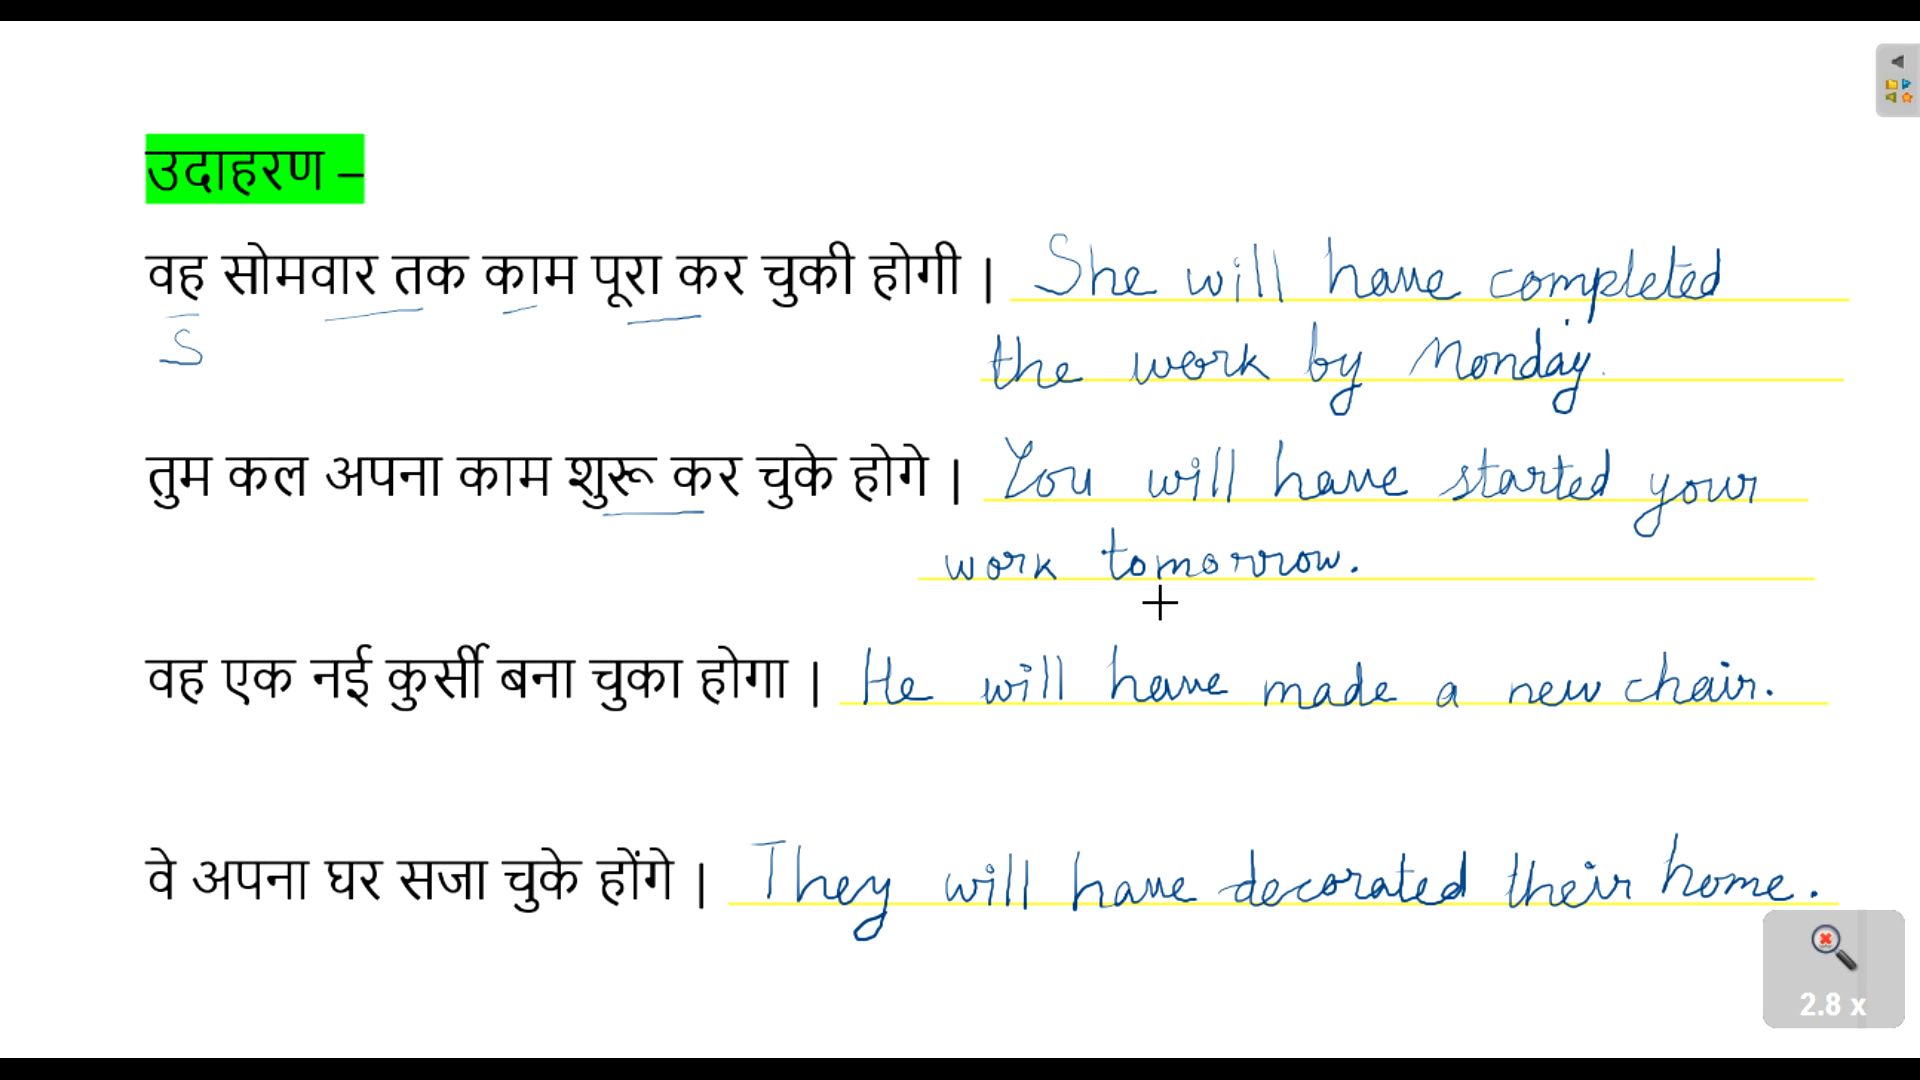 उदाहरण –
वह सोमवार तक काम पूरा कर चुकी होगी | She will have completed
S
the work by Monday.
तुम कल अपना काम शुरू कर चुके होगे | You will have started your
work tomorrow.
वह एक नई कुर्सी बना चुका होगा | He will have made a new chair.
वे अपना घर सजा चुके होंगे | They will have decorated their home.
2.8 x